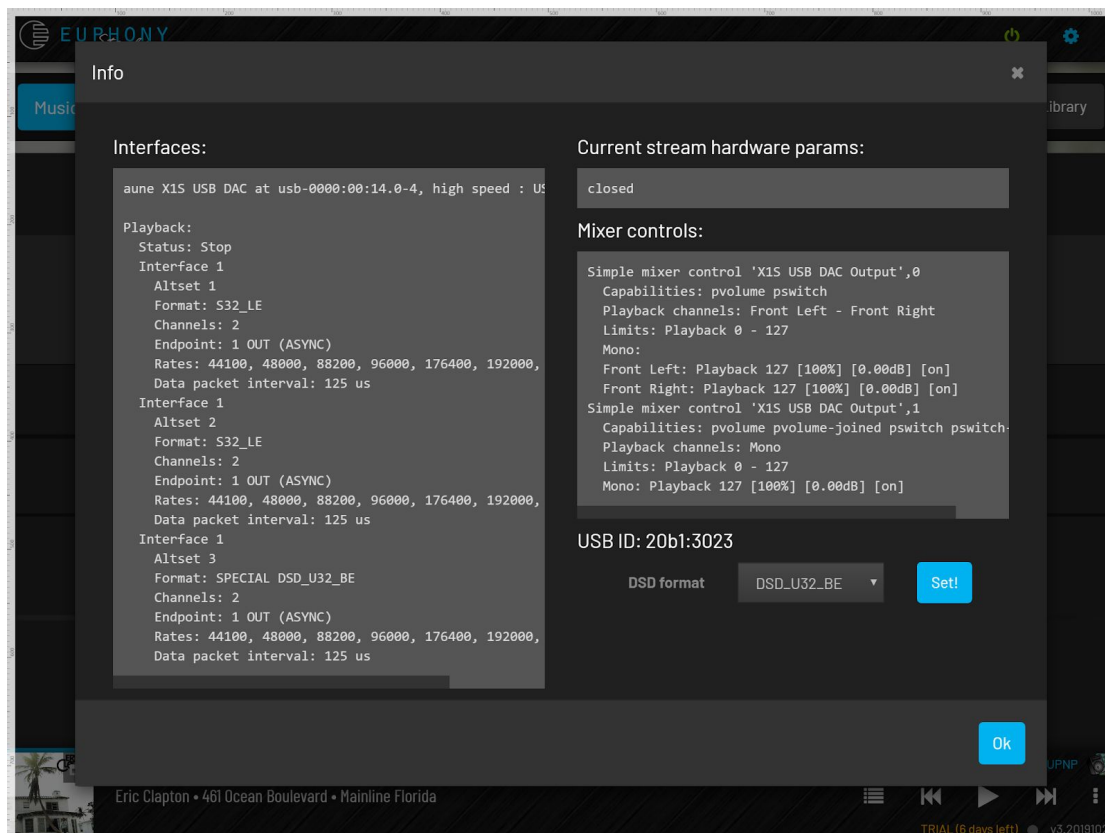 EUPHONY
Info
✖
Music
Library
Interfaces:
aune X1S USB DAC at usb-0000:00:14.0-4, high speed : US
Playback:
Status: Stop
Interface 1
Altset 1
Format: S32_LE
Channels: 2
Endpoint: 1 OUT (ASYNC)
Rates: 44100, 48000, 88200, 96000, 176400, 192000,
Data packet interval: 125 us
Interface 1
Altset 2
Format: S32_LE
Channels: 2
Endpoint: 1 OUT (ASYNC)
Rates: 44100, 48000, 88200, 96000, 176400, 192000,
Data packet interval: 125 us
Interface 1
Altset 3
Format: SPECIAL DSD_U32_BE
Channels: 2
Endpoint: 1 OUT (ASYNC)
Rates: 44100, 48000, 88200, 96000, 176400, 192000,
Data packet interval: 125 us
Current stream hardware params:
closed
Mixer controls:
Simple mixer control 'X1S USB DAC Output',0
Capabilities: pvolume pswitch
Playback channels: Front Left - Front Right
Limits: Playback 0 - 127
Mono:
Front Left: Playback 127 [100%] [0.00dB] [on]
Front Right: Playback 127 [100%] [0.00dB] [on]
Simple mixer control 'X1S USB DAC Output',1
Capabilities: pvolume pvolume-joined pswitch pswitch-
Playback channels: Mono
Limits: Playback 0 - 127
Mono: Playback 127 [100%] [0.00dB] [on]
USB ID: 20b1:3023
DSD format DSD_U32_BE Set!
Ok
UPNP
Eric Clapton • 461 Ocean Boulevard • Mainline Florida
TRIAL (6 days left) v3.2019109